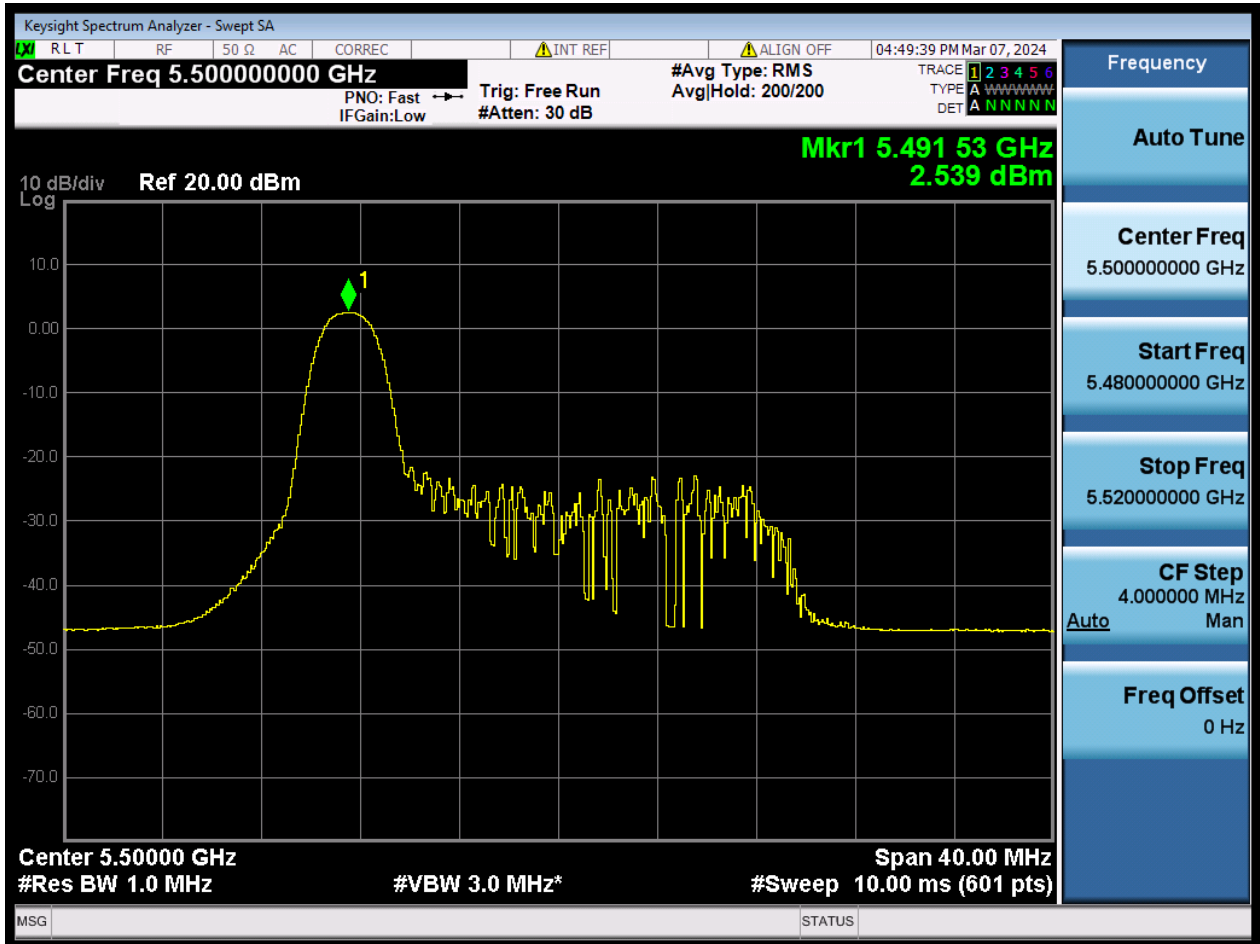 Keysight Spectrum Analyzer - Swept SA
LXI RLT RF 50 Ω AC CORREC INT REF ALIGN OFF 04:49:39 PM Mar 07, 2024
Center Freq 5.500000000 GHz
PNO: Fast
IFGain:Low
Trig: Free Run
#Atten: 30 dB
#Avg Type: RMS
Avg|Hold: 200/200
TRACE 1 2 3 4 5 6
TYPE A WWWWW
DET A N N N N N
Mkr1 5.491 53 GHz
2.539 dBm
10 dB/div Ref 20.00 dBm
Log
1
10.0
0.00
-10.0
-20.0
-30.0
-40.0
-50.0
-60.0
-70.0
Center 5.50000 GHz Span 40.00 MHz
#Res BW 1.0 MHz #VBW 3.0 MHz* #Sweep 10.00 ms (601 pts)
MSG STATUS
Frequency
Auto Tune
Center Freq
5.500000000 GHz
Start Freq
5.480000000 GHz
Stop Freq
5.520000000 GHz
CF Step
4.000000 MHz
Auto Man
Freq Offset
0 Hz